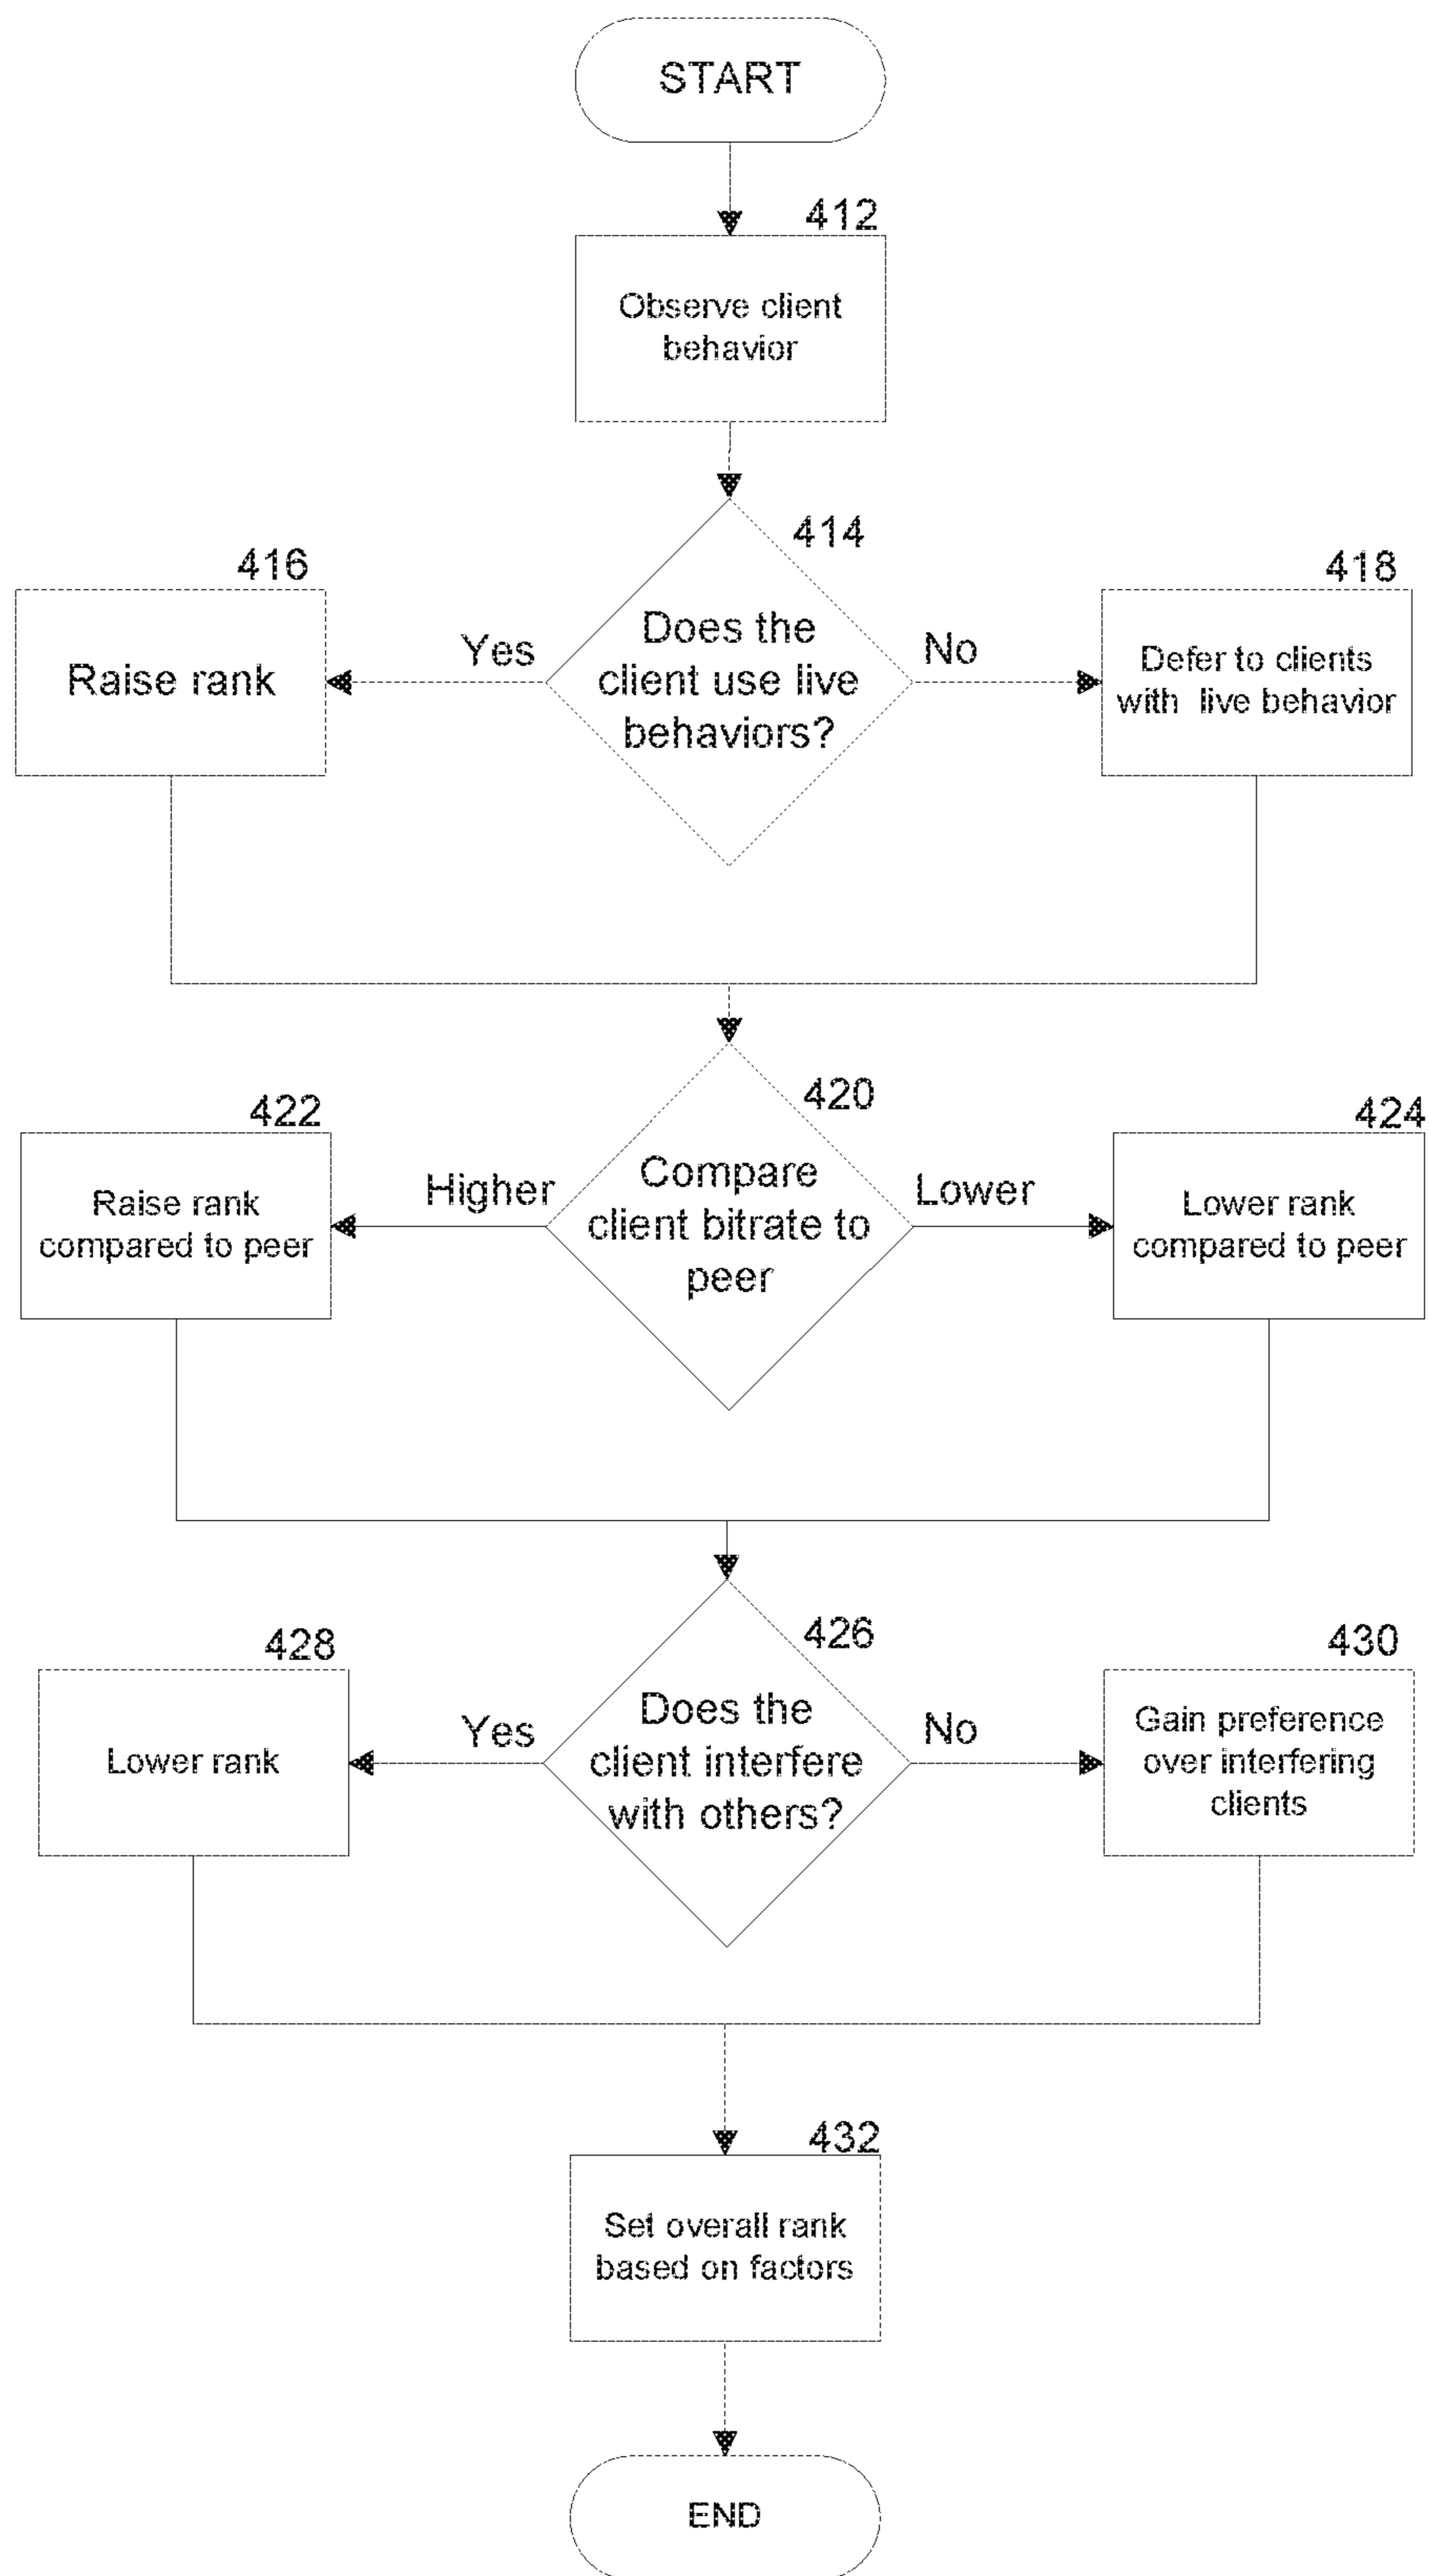 START
412
Observe client
behavior
414
Does the
client use live
behaviors?
Yes
No
416
Raise rank
418
Defer to clients
with live behavior
420
Compare
client bitrate to
peer
Higher
Lower
422
Raise rank
compared to peer
424
Lower rank
compared to peer
426
Does the
client interfere
with others?
Yes
No
428
Lower rank
430
Gain preference
over interfering
clients
432
Set overall rank
based on factors
END